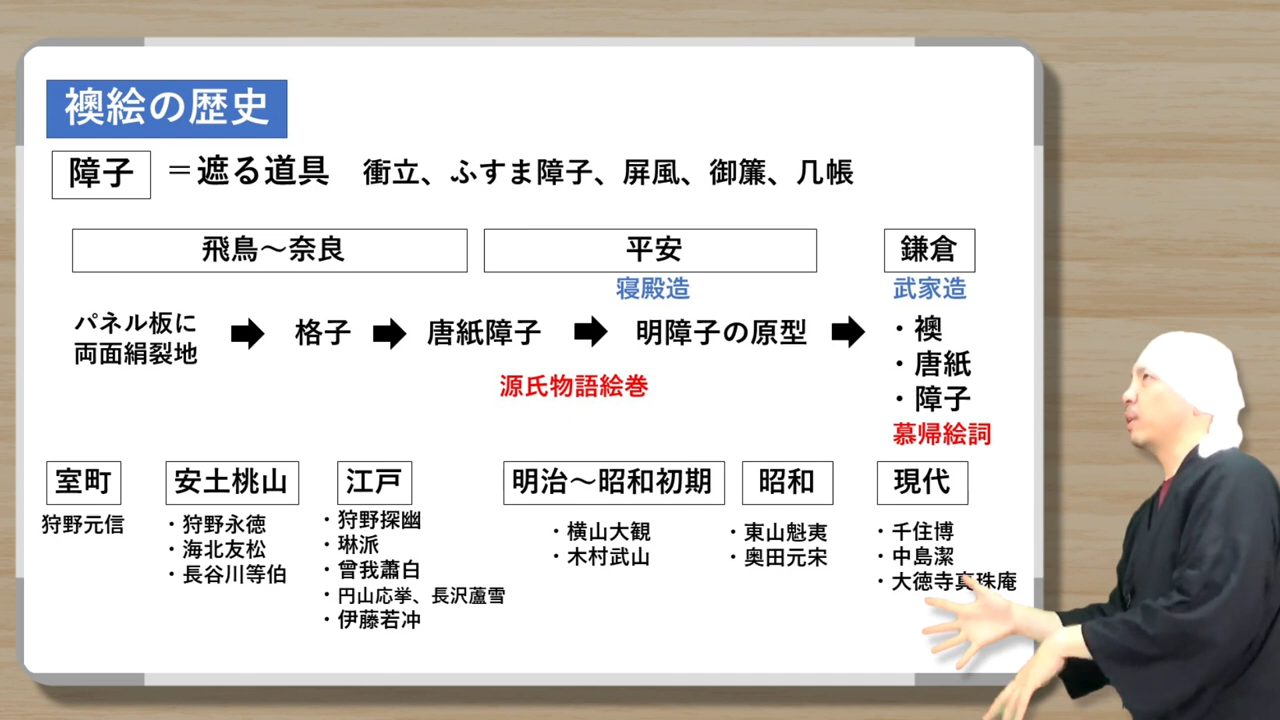 襖絵の歴史
障子 ＝遮る道具 衝立、ふすま障子、屏風、御簾、几帳
飛鳥～奈良 平安 鎌倉
寝殿造 武家造
パネル板に
両面絹裂地
格子
唐紙障子
明障子の原型
・襖
・唐紙
・障子
源氏物語絵巻
慕帰絵詞
室町
狩野元信
安土桃山
・狩野永徳
・海北友松
・長谷川等伯
江戸
・狩野探幽
・琳派
・曾我蕭白
・円山応挙、長沢蘆雪
・伊藤若冲
明治～昭和初期
・横山大観
・木村武山
昭和
・東山魁夷
・奥田元宋
現代
・千住博
・中島潔
・大徳寺真珠庵